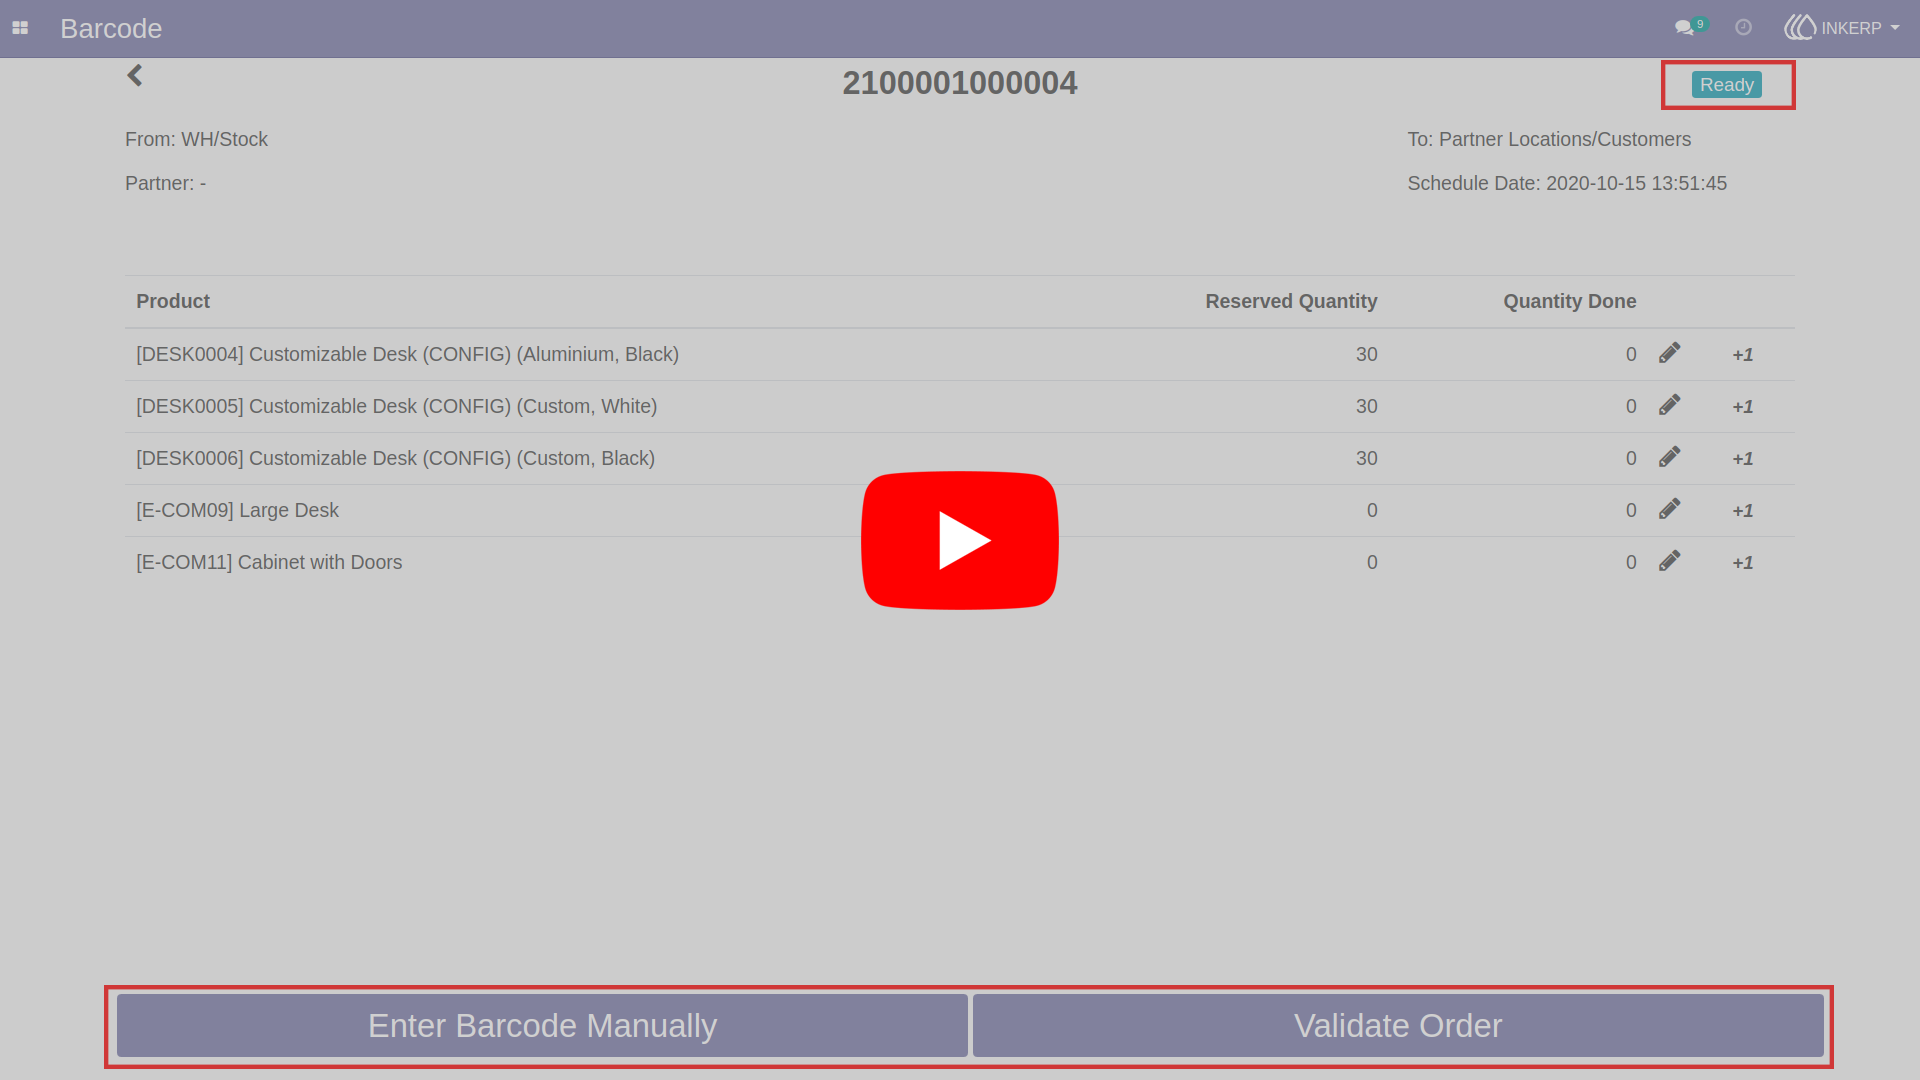 Barcode
9
INKERP
2100001000004
Ready
From: WH/Stock
To: Partner Locations/Customers
Partner: -
Schedule Date: 2020-10-15 13:51:45
Product Reserved Quantity Quantity Done
[DESK0004] Customizable Desk (CONFIG) (Aluminium, Black) 30 0 +1
[DESK0005] Customizable Desk (CONFIG) (Custom, White) 30 0 +1
[DESK0006] Customizable Desk (CONFIG) (Custom, Black) 30 0 +1
[E-COM09] Large Desk 0 0 +1
[E-COM11] Cabinet with Doors 0 0 +1
Enter Barcode Manually
Validate Order